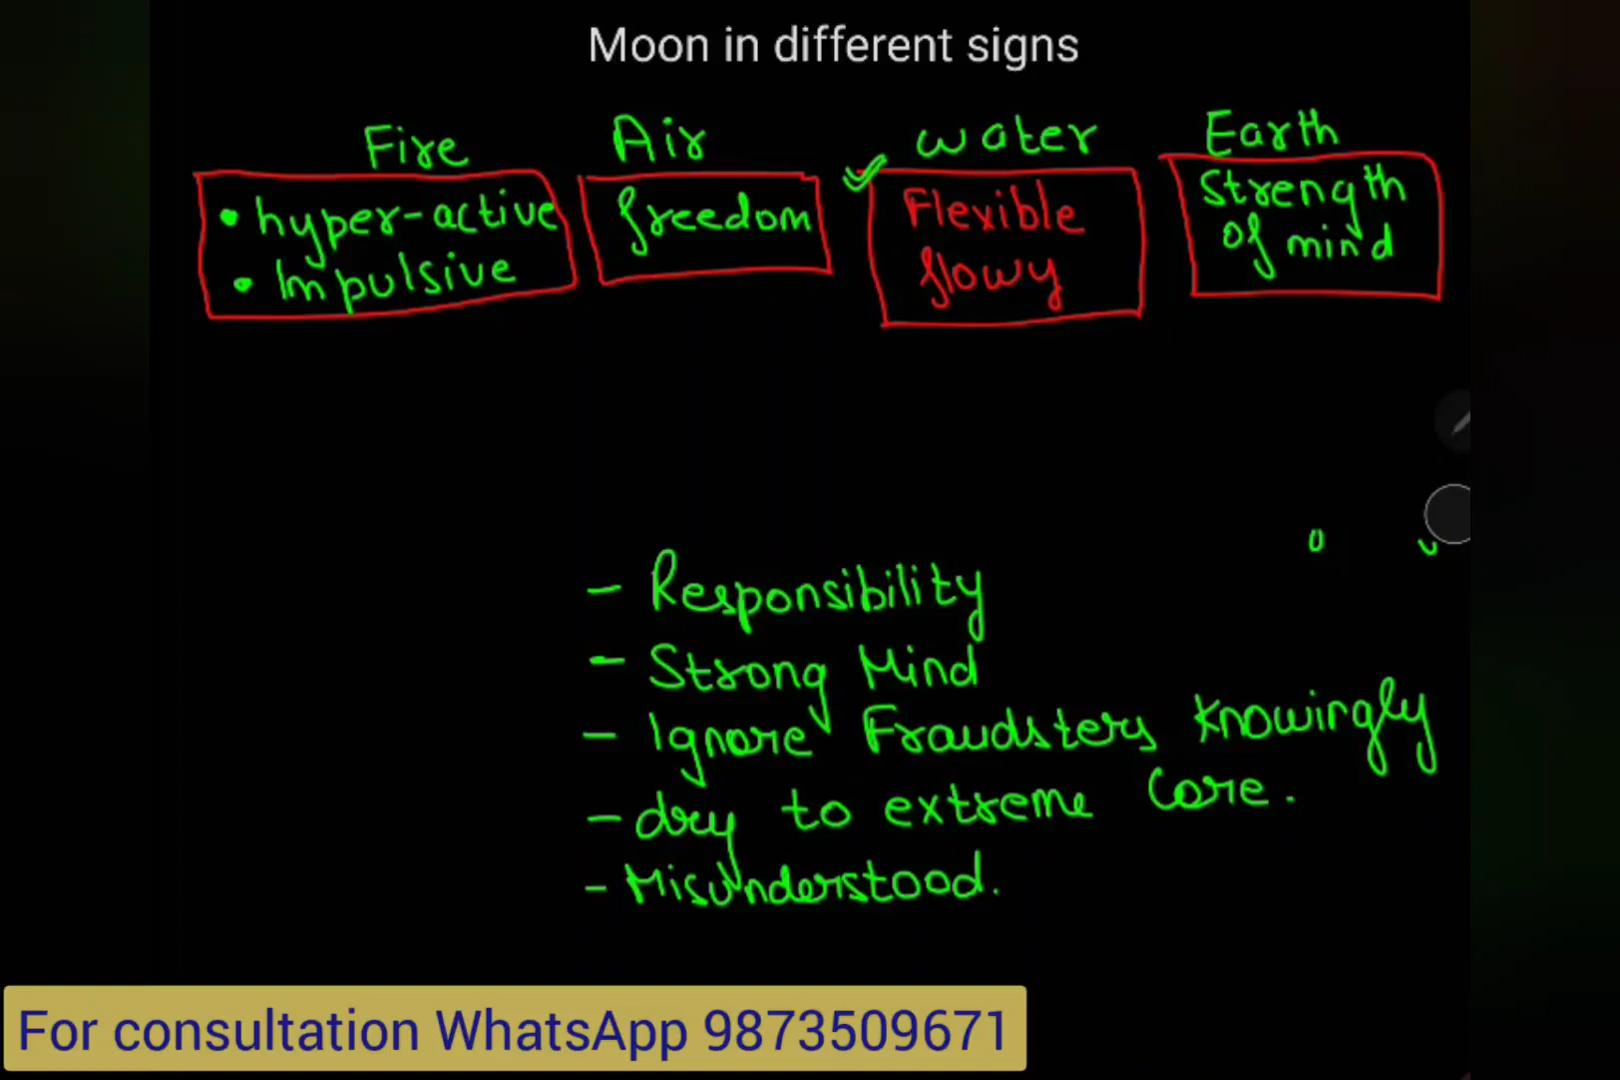 Moon in different signs
Fire Air water Earth
• hyper-active
• Impulsive
freedom
Flexible
flowy
Strength
of mind
- Responsibility
- Strong Mind
- Ignore Fraudsters knowingly
- dry to extreme core.
- Misunderstood.
For consultation WhatsApp 9873509671